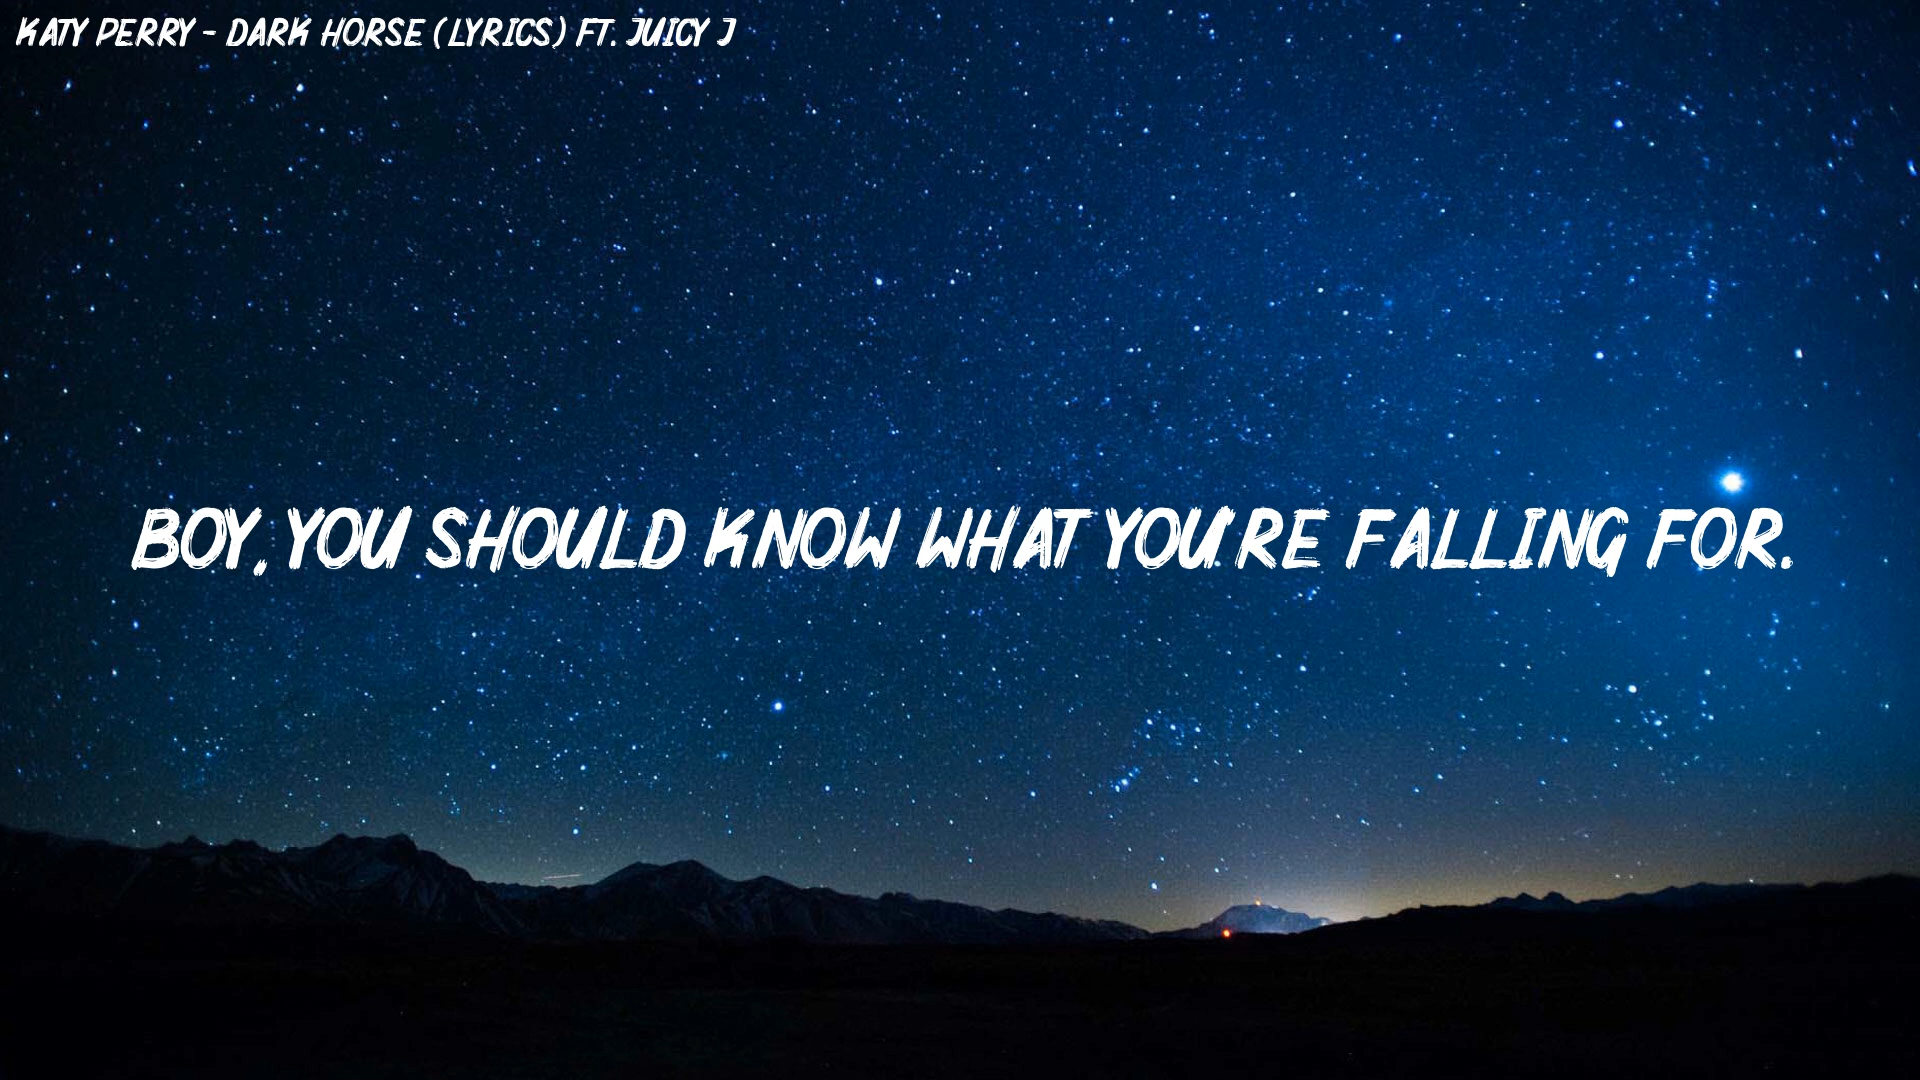 KATY PERRY - DARK HORSE (LYRICS) FT. JUICY J
BOY, YOU SHOULD KNOW WHAT YOU'RE FALLING FOR.